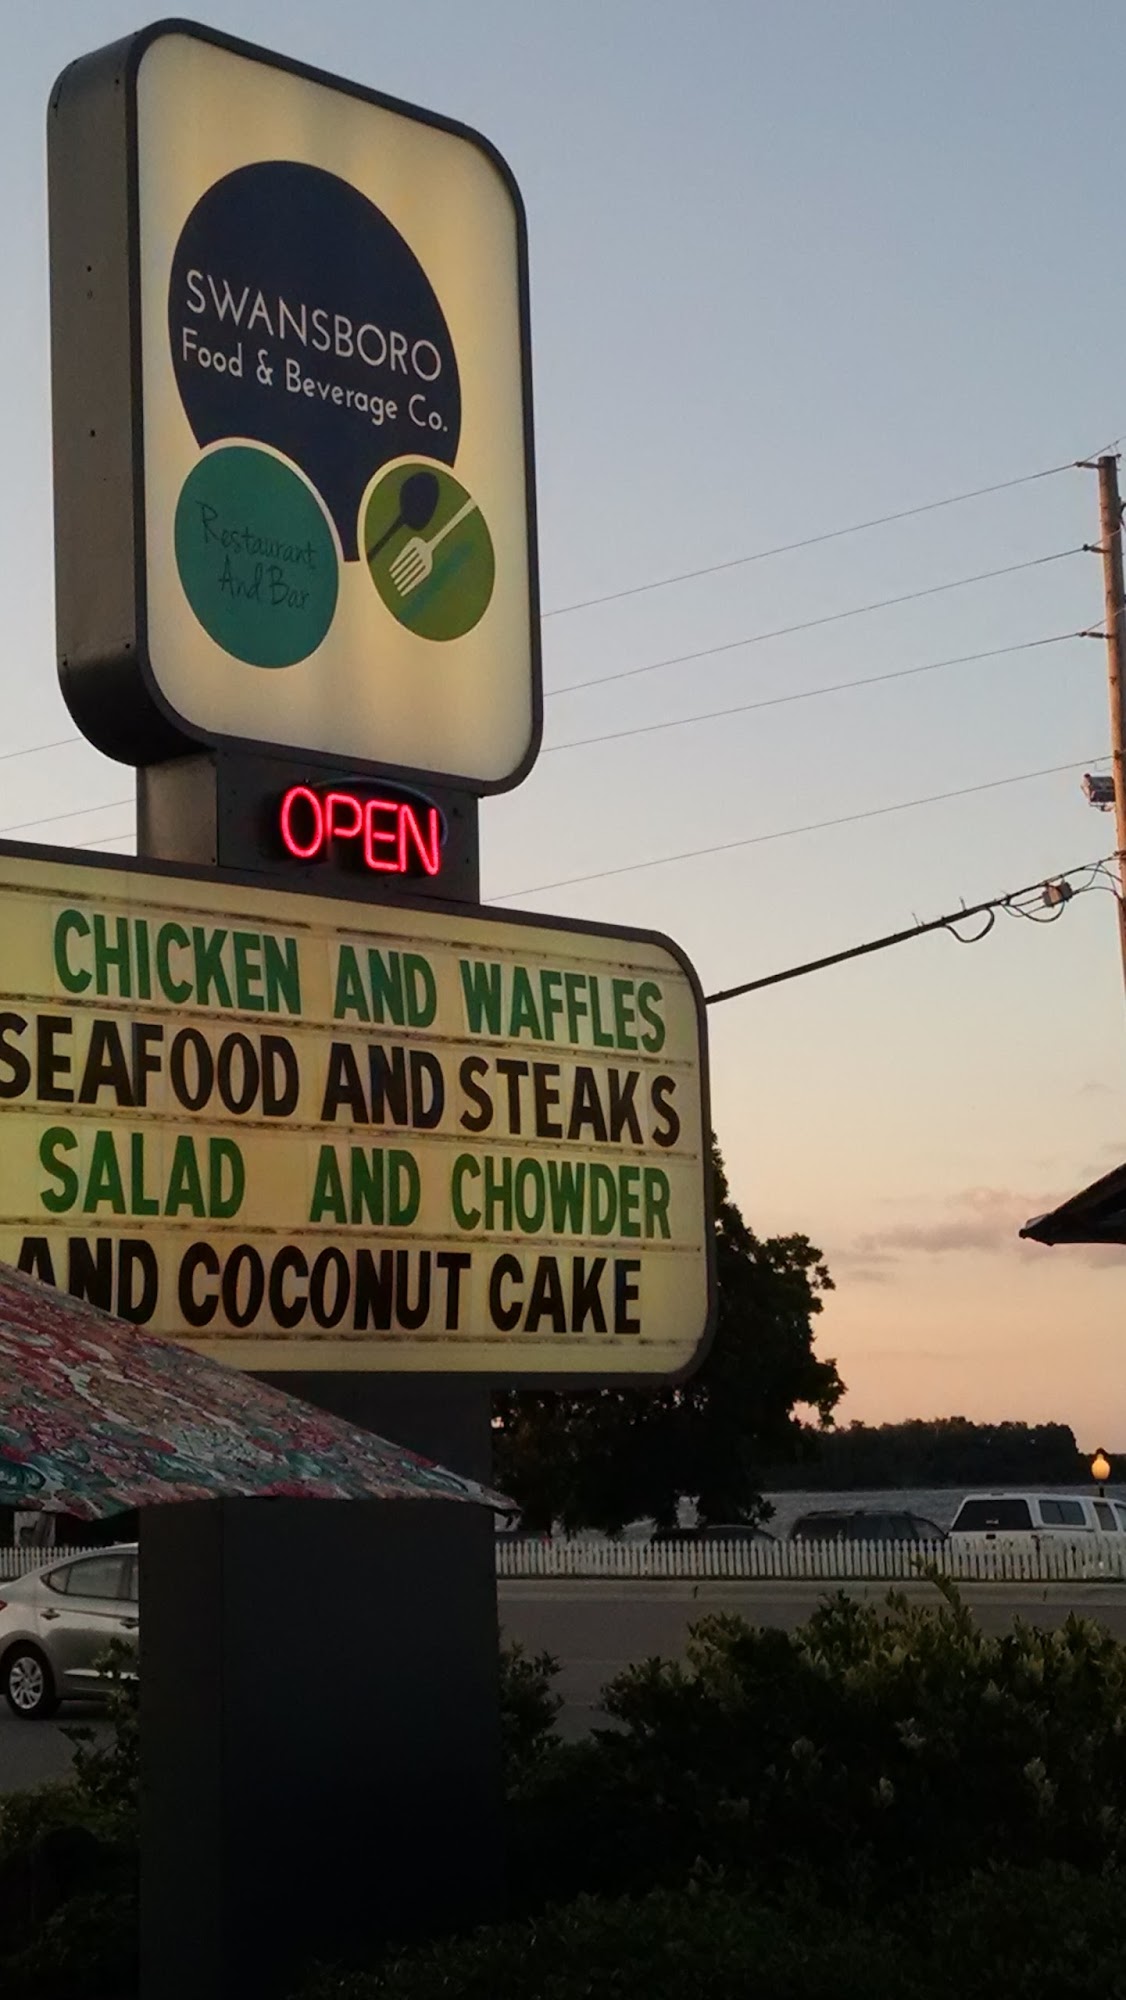 SWANSBORO
Food & Beverage Co.
Restaurant
And Bar
OPEN
CHICKEN AND WAFFLES
SEAFOOD AND STEAKS
SALAD AND CHOWDER
AND COCONUT CAKE